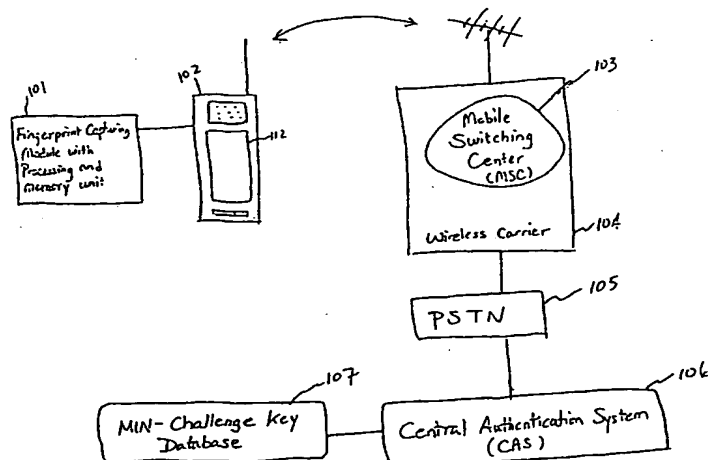 101
Fingerprint Capturing
Module with
Processing and
memory unit
102
112
103
Mobile
Switching
Center
(MSC)
Wireless Carrier
104
PSTN
105
106
Central Authentication System
(CAS)
107
MIN-Challenge Key
Database